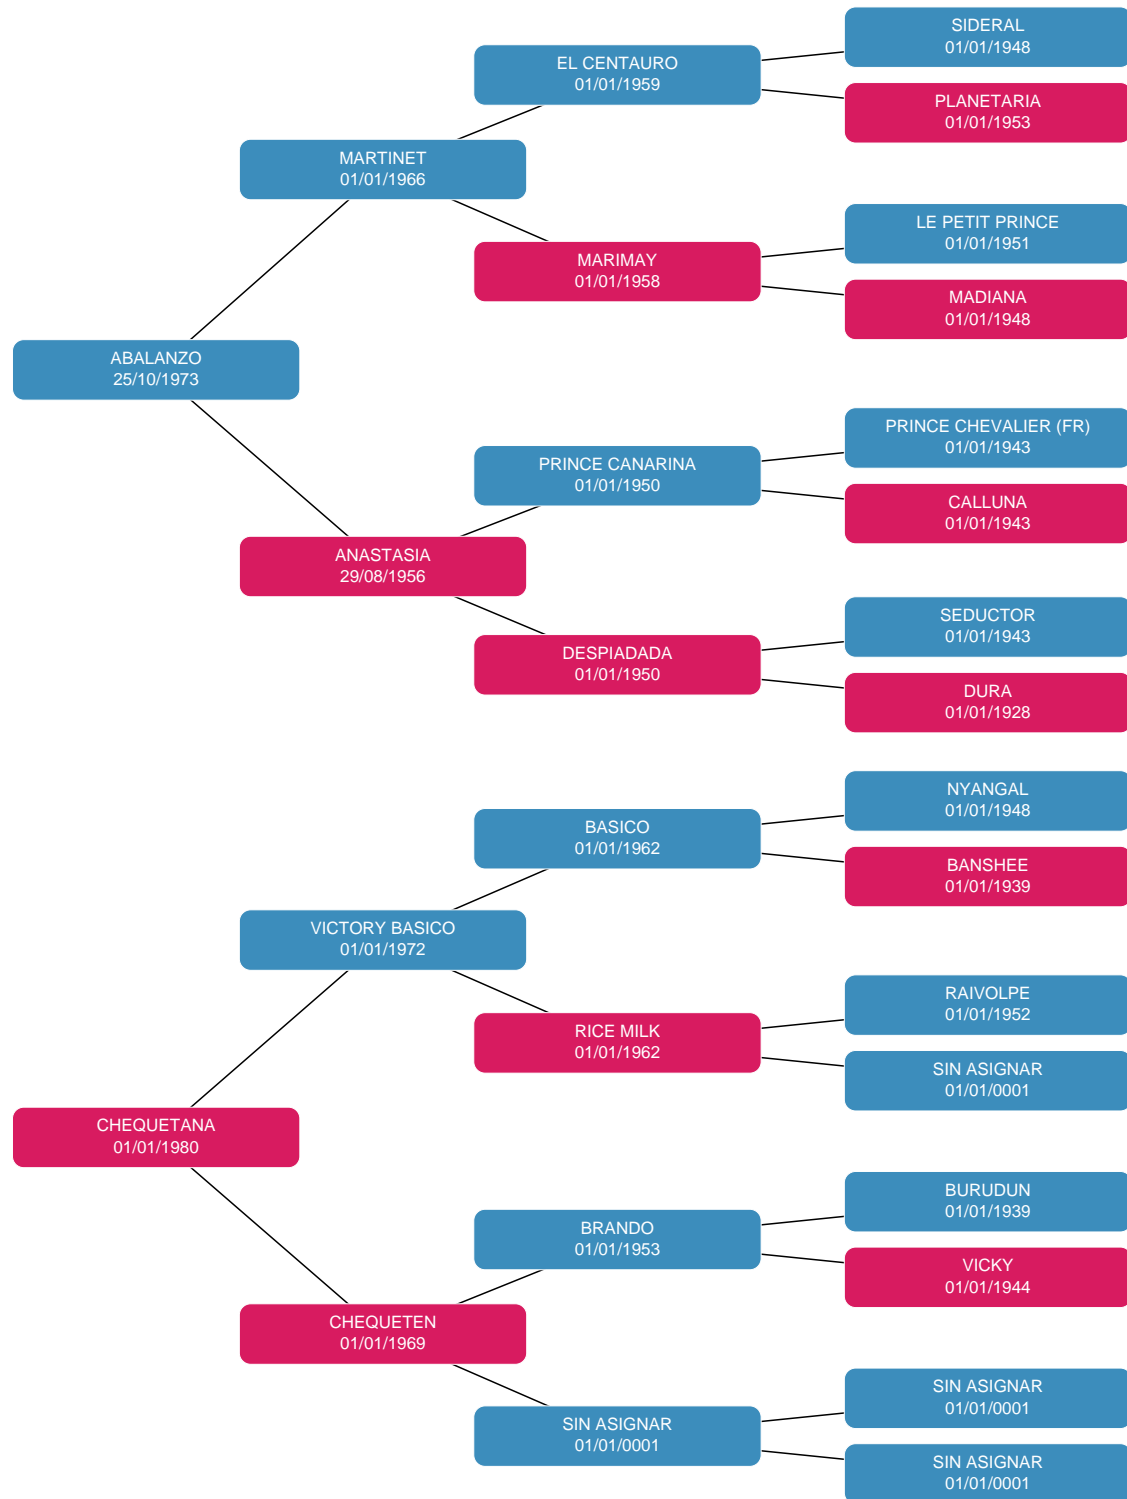 SIDERAL
01/01/1948
EL CENTAURO
01/01/1959
PLANETARIA
01/01/1953
MARTINET
01/01/1966
LE PETIT PRINCE
01/01/1951
MARIMAY
01/01/1958
MADIANA
01/01/1948
ABALANZO
25/10/1973
PRINCE CHEVALIER (FR)
01/01/1943
PRINCE CANARINA
01/01/1950
CALLUNA
01/01/1943
ANASTASIA
29/08/1956
SEDUCTOR
01/01/1943
DESPIADADA
01/01/1950
DURA
01/01/1928
NYANGAL
01/01/1948
BASICO
01/01/1962
BANSHEE
01/01/1939
VICTORY BASICO
01/01/1972
RAIVOLPE
01/01/1952
RICE MILK
01/01/1962
SIN ASIGNAR
01/01/0001
CHEQUETANA
01/01/1980
BURUDUN
01/01/1939
BRANDO
01/01/1953
VICKY
01/01/1944
CHEQUETEN
01/01/1969
SIN ASIGNAR
01/01/0001
SIN ASIGNAR
01/01/0001
SIN ASIGNAR
01/01/0001